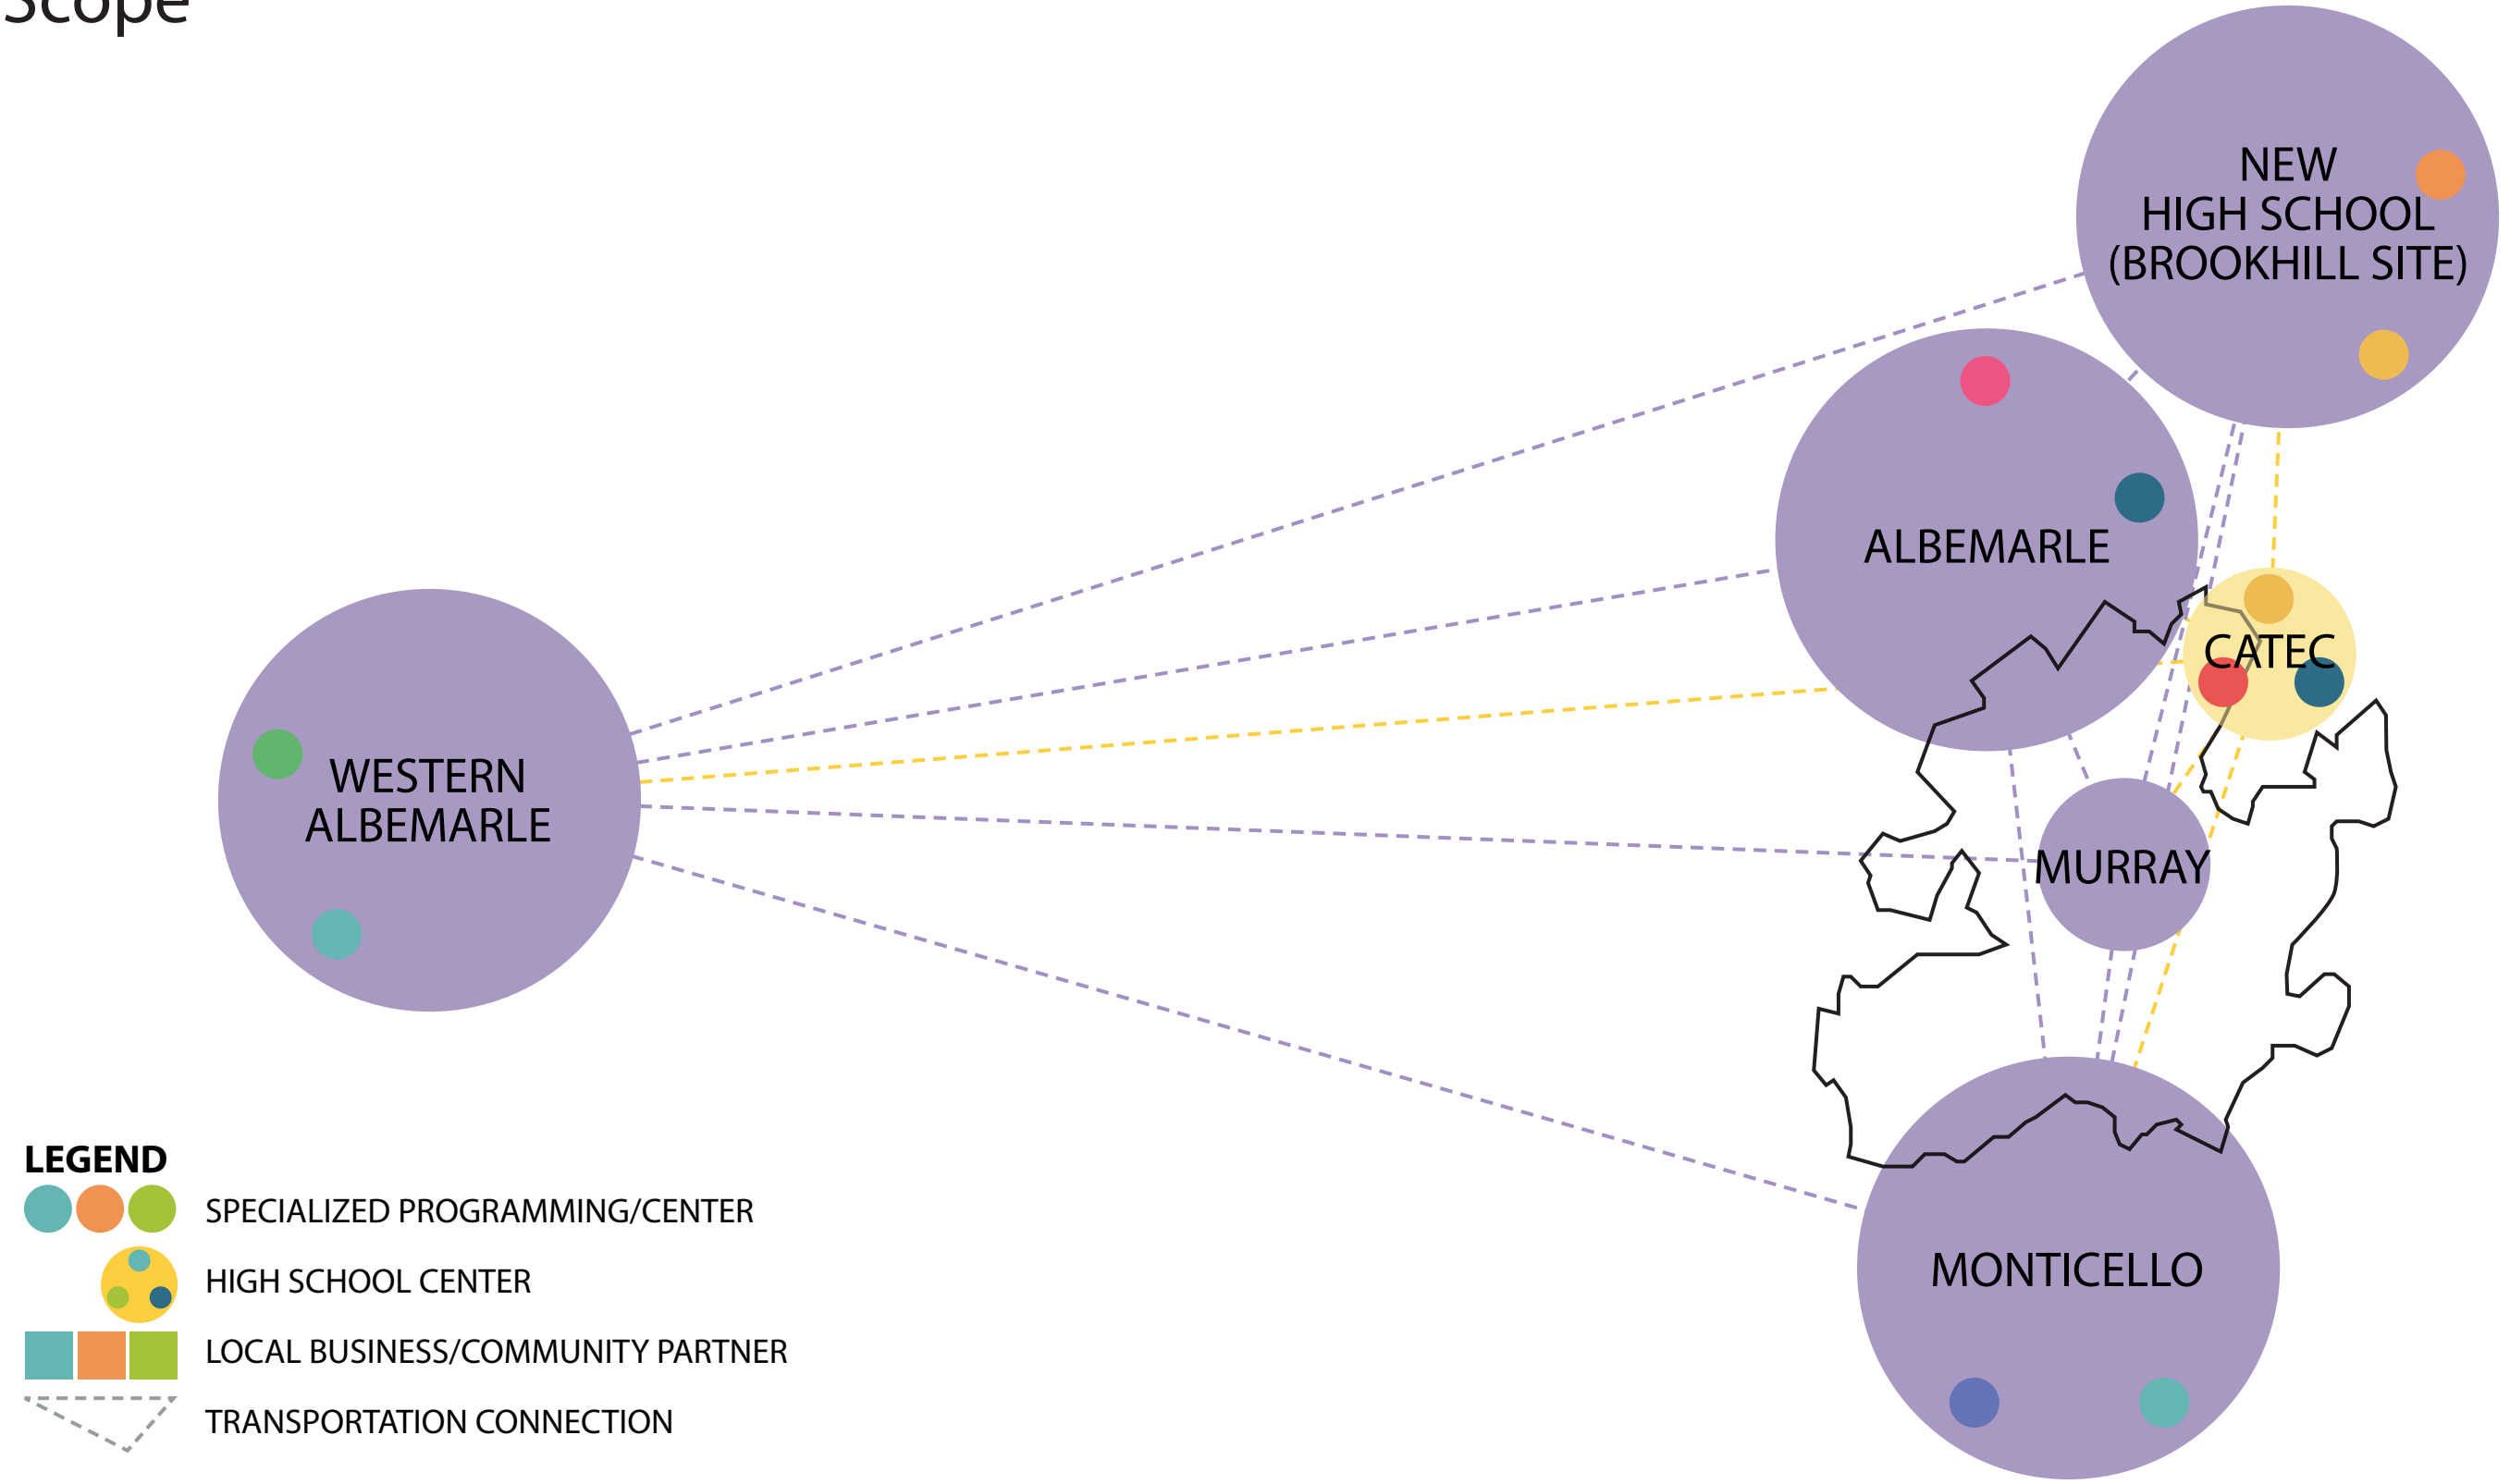 Scope
NEW
HIGH SCHOOL
(BROOKHILL SITE)
ALBEMARLE
CATEC
WESTERN
ALBEMARLE
MURRAY
MONTICELLO
LEGEND
SPECIALIZED PROGRAMMING/CENTER
HIGH SCHOOL CENTER
LOCAL BUSINESS/COMMUNITY PARTNER
TRANSPORTATION CONNECTION